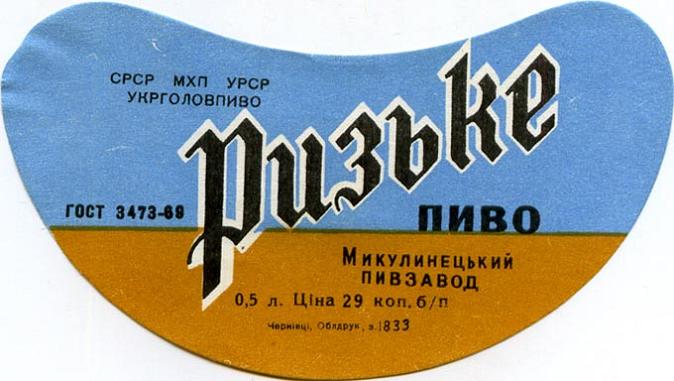 СРСР МХП УРСР
УКРГОЛОВПИВО
Ризьке
ГОСТ 3473-69
ПИВО
МИКУЛИНЕЦЬКИЙ
ПИВЗАВОД
0,5 л. Ціна 29 коп. б/п
Чернівці, Облдрук, з.1833